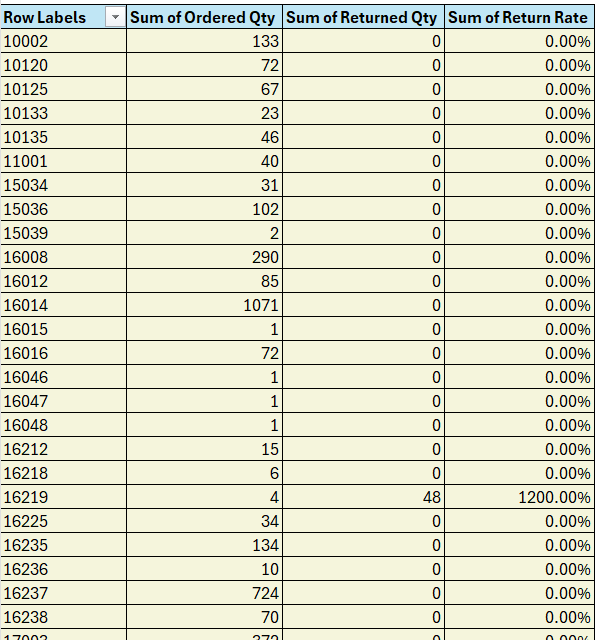 Row Labels Sum of Ordered Qty Sum of Returned Qty Sum of Return Rate
10002 133 0 0.00%
10120 72 0 0.00%
10125 67 0 0.00%
10133 23 0 0.00%
10135 46 0 0.00%
11001 40 0 0.00%
15034 31 0 0.00%
15036 102 0 0.00%
15039 2 0 0.00%
16008 290 0 0.00%
16012 85 0 0.00%
16014 1071 0 0.00%
16015 1 0 0.00%
16016 72 0 0.00%
16046 1 0 0.00%
16047 1 0 0.00%
16048 1 0 0.00%
16212 15 0 0.00%
16218 6 0 0.00%
16219 4 48 1200.00%
16225 34 0 0.00%
16235 134 0 0.00%
16236 10 0 0.00%
16237 724 0 0.00%
16238 70 0 0.00%